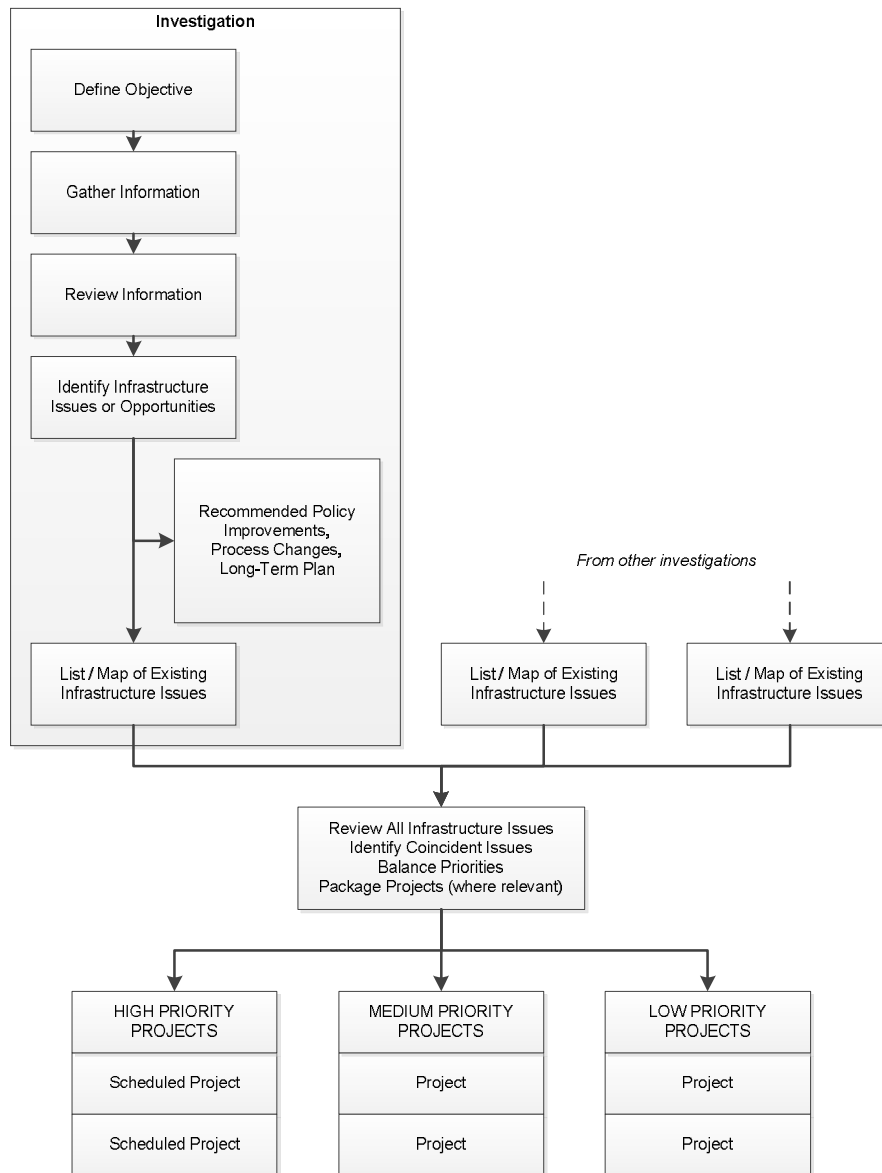 Investigation
Define Objective
Gather Information
Review Information
Identify Infrastructure
Issues or Opportunities
Recommended Policy
Improvements,
Process Changes,
Long-Term Plan
From other investigations
List / Map of Existing
Infrastructure Issues
List / Map of Existing
Infrastructure Issues
List / Map of Existing
Infrastructure Issues
Review All Infrastructure Issues
Identify Coincident Issues
Balance Priorities
Package Projects (where relevant)
HIGH PRIORITY
PROJECTS
Scheduled Project
Scheduled Project
MEDIUM PRIORITY
PROJECTS
Project
Project
LOW PRIORITY
PROJECTS
Project
Project